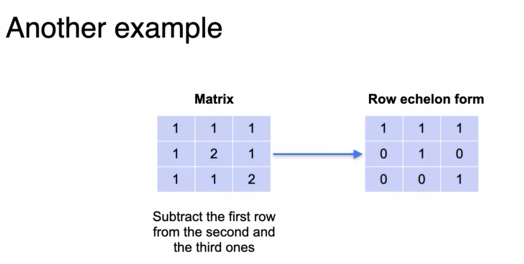 Another example
Matrix
Row echelon form
1 1 1
1 2 1
1 1 2
1 1 1
0 1 0
0 0 1
Subtract the first row
from the second and
the third ones